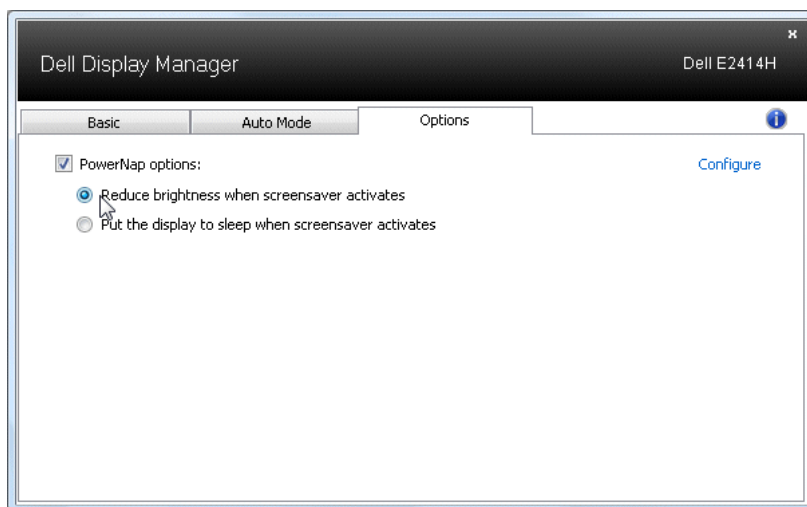 Dell Display Manager
Dell E2414H
Basic
Auto Mode
Options
PowerNap options:
Configure
Reduce brightness when screensaver activates
Put the display to sleep when screensaver activates